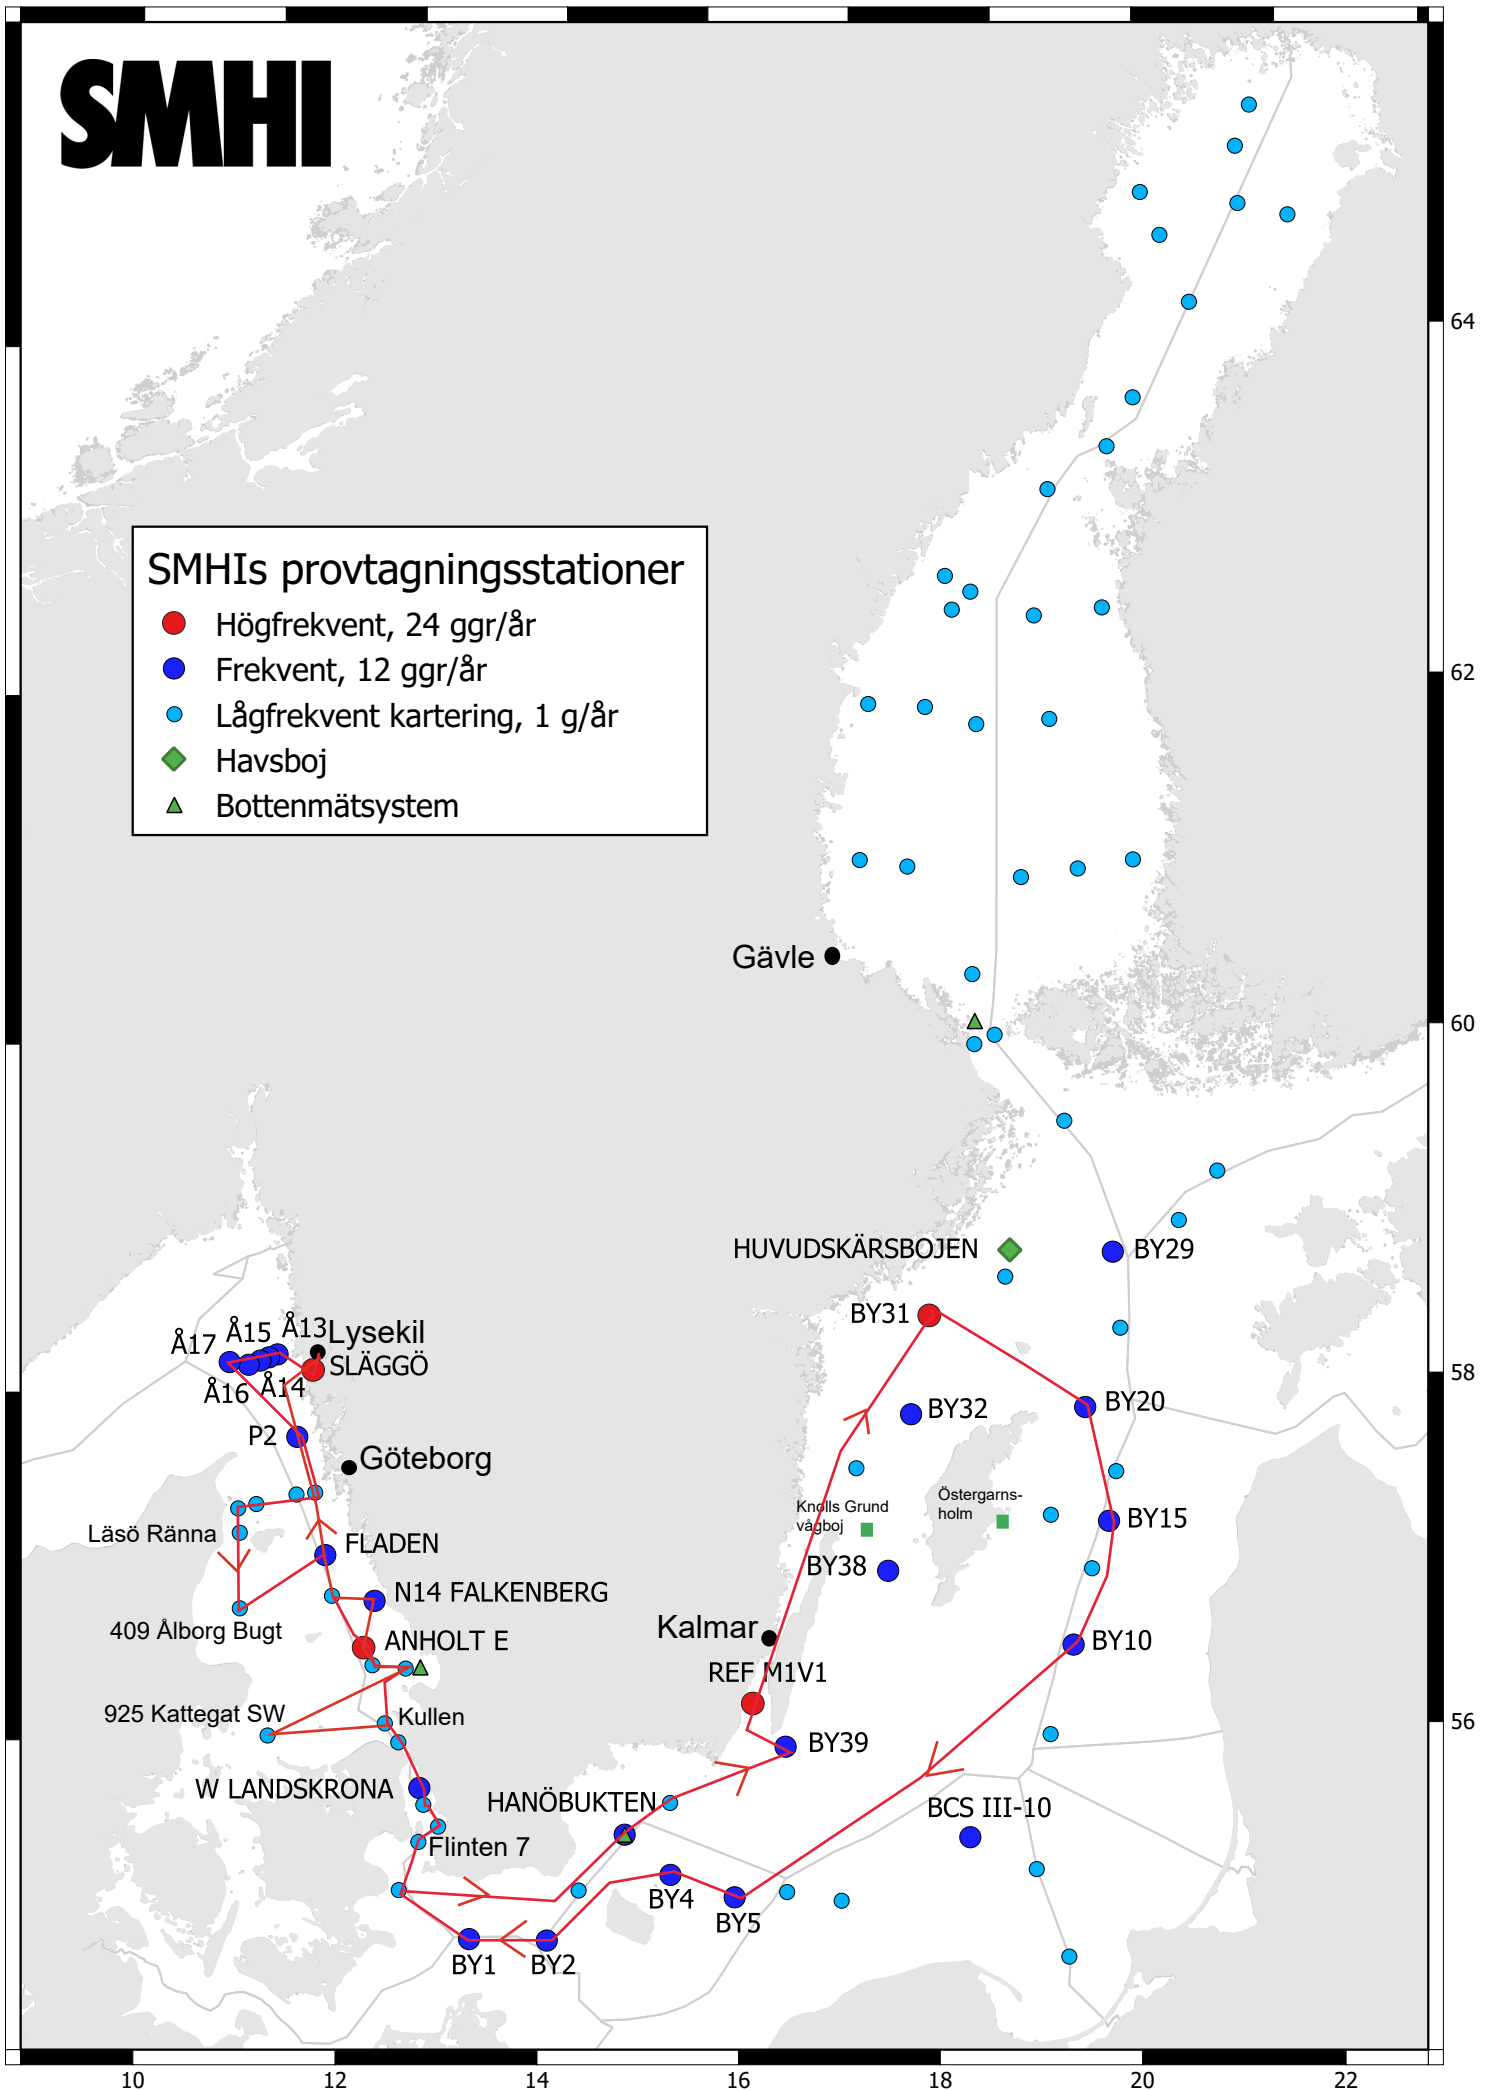 SMHI
64
SMHIs provtagningsstationer
Högfrekvent, 24 ggr/år
Frekvent, 12 ggr/år
Lågfrekvent kartering, 1 g/år
Havsboj
Bottenmätsystem
62
Gävle
60
HUVUDSKÄRSBOJEN
BY29
BY31
Å17
Å15
Å13
Lysekil
SLÄGGÖ
Å16
Å14
58
BY32
BY20
P2
Göteborg
Knolls Grund
vågboj
Östergarns-
holm
BY15
Läsö Ränna
FLADEN
BY38
N14 FALKENBERG
409 Ålborg Bugt
ANHOLT E
Kalmar
BY10
REF M1V1
925 Kattegat SW
Kullen
56
BY39
W LANDSKRONA
HANÖBUKTEN
BCS III-10
Flinten 7
BY4
BY5
BY1
BY2
10
12
14
16
18
20
22